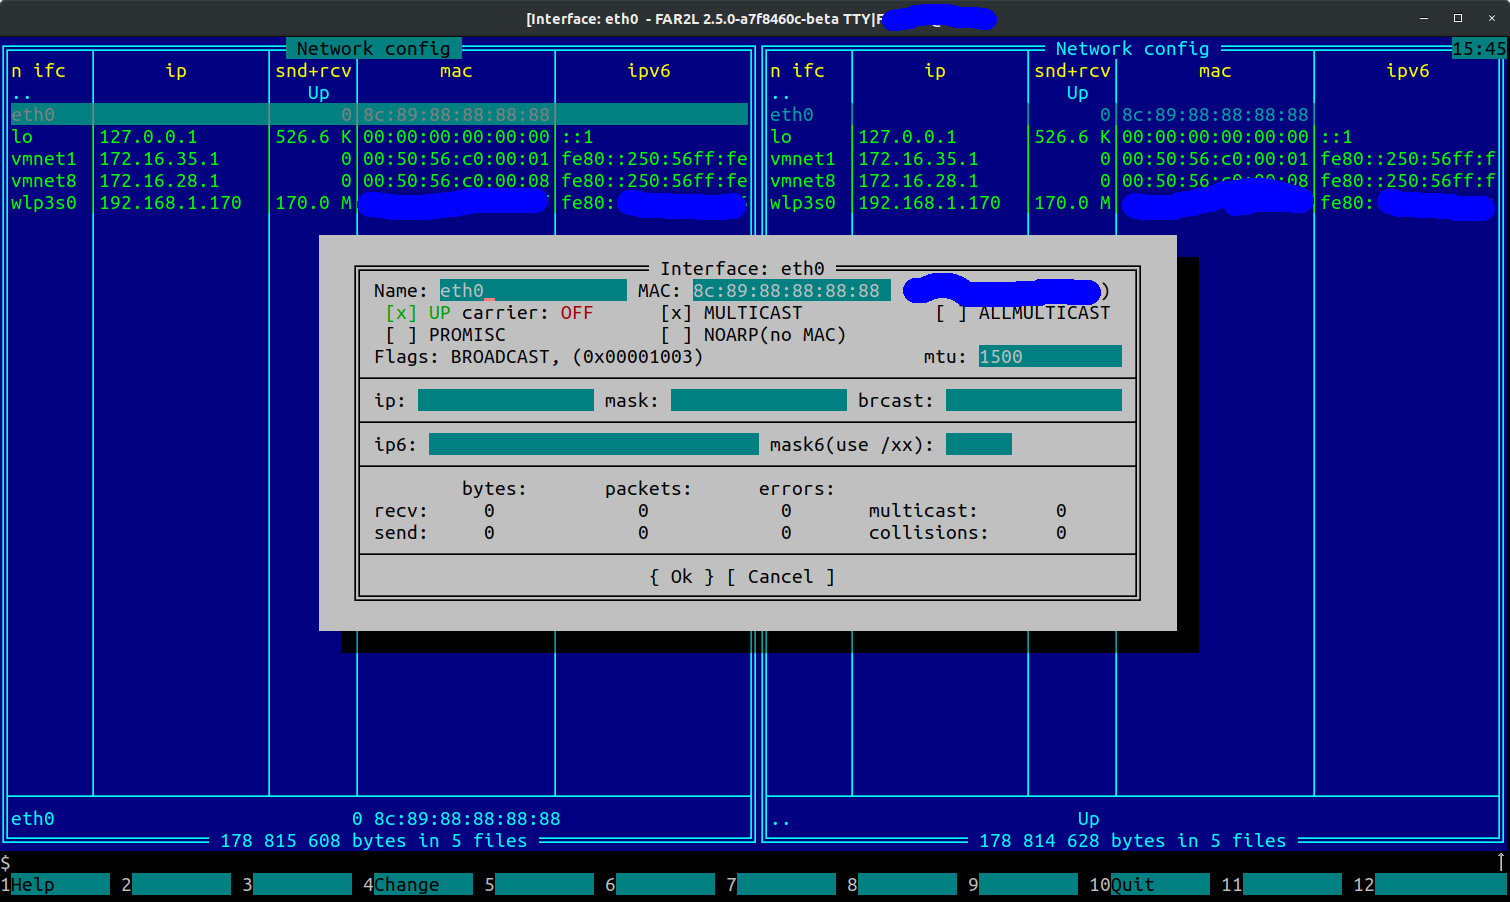 [Interface: eth0 - FAR2L 2.5.0-a7f8460c-beta TTY|F
Network config Network config 15:45
n ifc ip snd+rcv mac ipv6 n ifc ip snd+rcv mac ipv6
.. Up .. Up
eth0 0 8c:89:88:88:88:88 eth0 0 8c:89:88:88:88:88
lo 127.0.0.1 526.6 K 00:00:00:00:00:00 ::1 lo 127.0.0.1 526.6 K 00:00:00:00:00:00 ::1
vmnet1 172.16.35.1 0 00:50:56:c0:00:01 fe80::250:56ff:fe vmnet1 172.16.35.1 0 00:50:56:c0:00:01 fe80::250:56ff:f
vmnet8 172.16.28.1 0 00:50:56:c0:00:08 fe80::250:56ff:fe vmnet8 172.16.28.1 0 00:50:56:c0:00:08 fe80::250:56ff:f
wlp3s0 192.168.1.170 170.0 M fe80: wlp3s0 192.168.1.170 170.0 M fe80:
Interface: eth0
Name: eth0 MAC: 8c:89:88:88:88:88 )
[x] UP carrier: OFF [x] MULTICAST [ ] ALLMULTICAST
[ ] PROMISC [ ] NOARP(no MAC)
Flags: BROADCAST, (0x00001003) mtu: 1500
ip: mask: brcast:
ip6: mask6(use /xx):
bytes: packets: errors:
recv: 0 0 0 multicast: 0
send: 0 0 0 collisions: 0
{ Ok } [ Cancel ]
eth0 0 8c:89:88:88:88:88 .. Up
178 815 608 bytes in 5 files 178 814 628 bytes in 5 files
$ ↑
1Help 2 3 4Change 5 6 7 8 9 10Quit 11 12